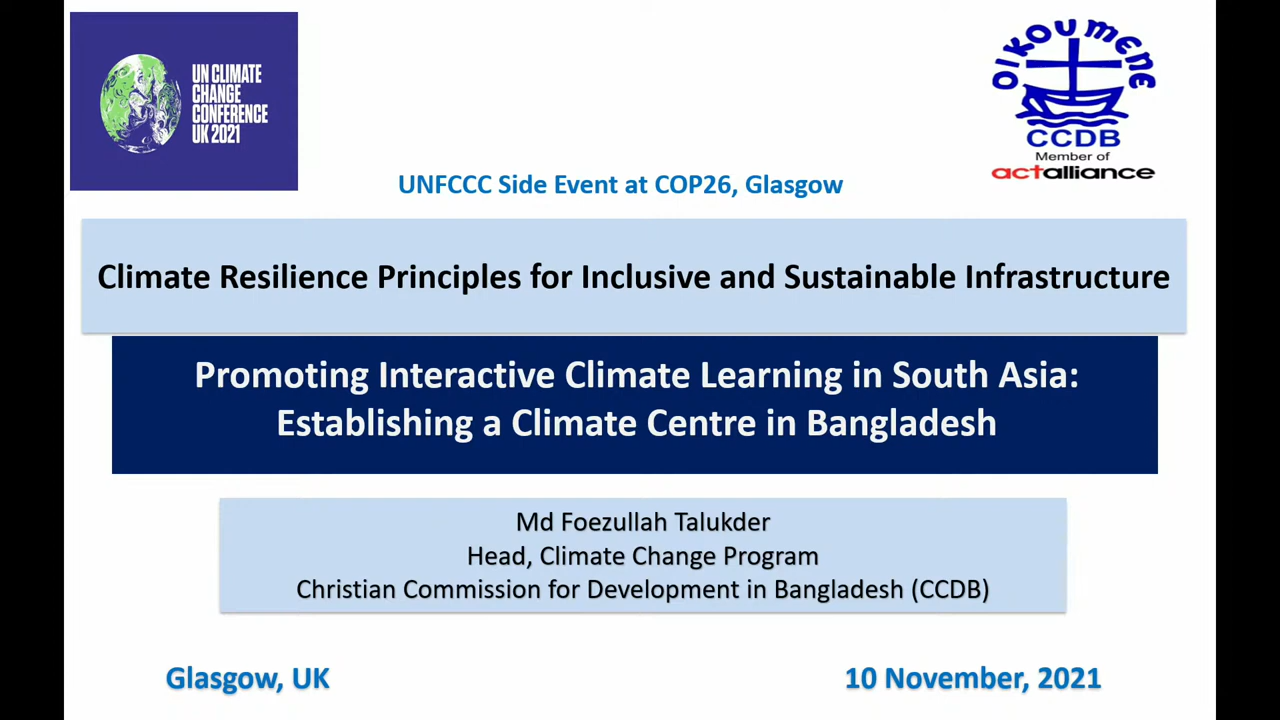 UN CLIMATE
CHANGE
CONFERENCE
UK 2021
OIKOUMENE
CCDB
Member of
actalliance
UNFCCC Side Event at COP26, Glasgow
Climate Resilience Principles for Inclusive and Sustainable Infrastructure
Promoting Interactive Climate Learning in South Asia:
Establishing a Climate Centre in Bangladesh
Md Foezullah Talukder
Head, Climate Change Program
Christian Commission for Development in Bangladesh (CCDB)
Glasgow, UK
10 November, 2021